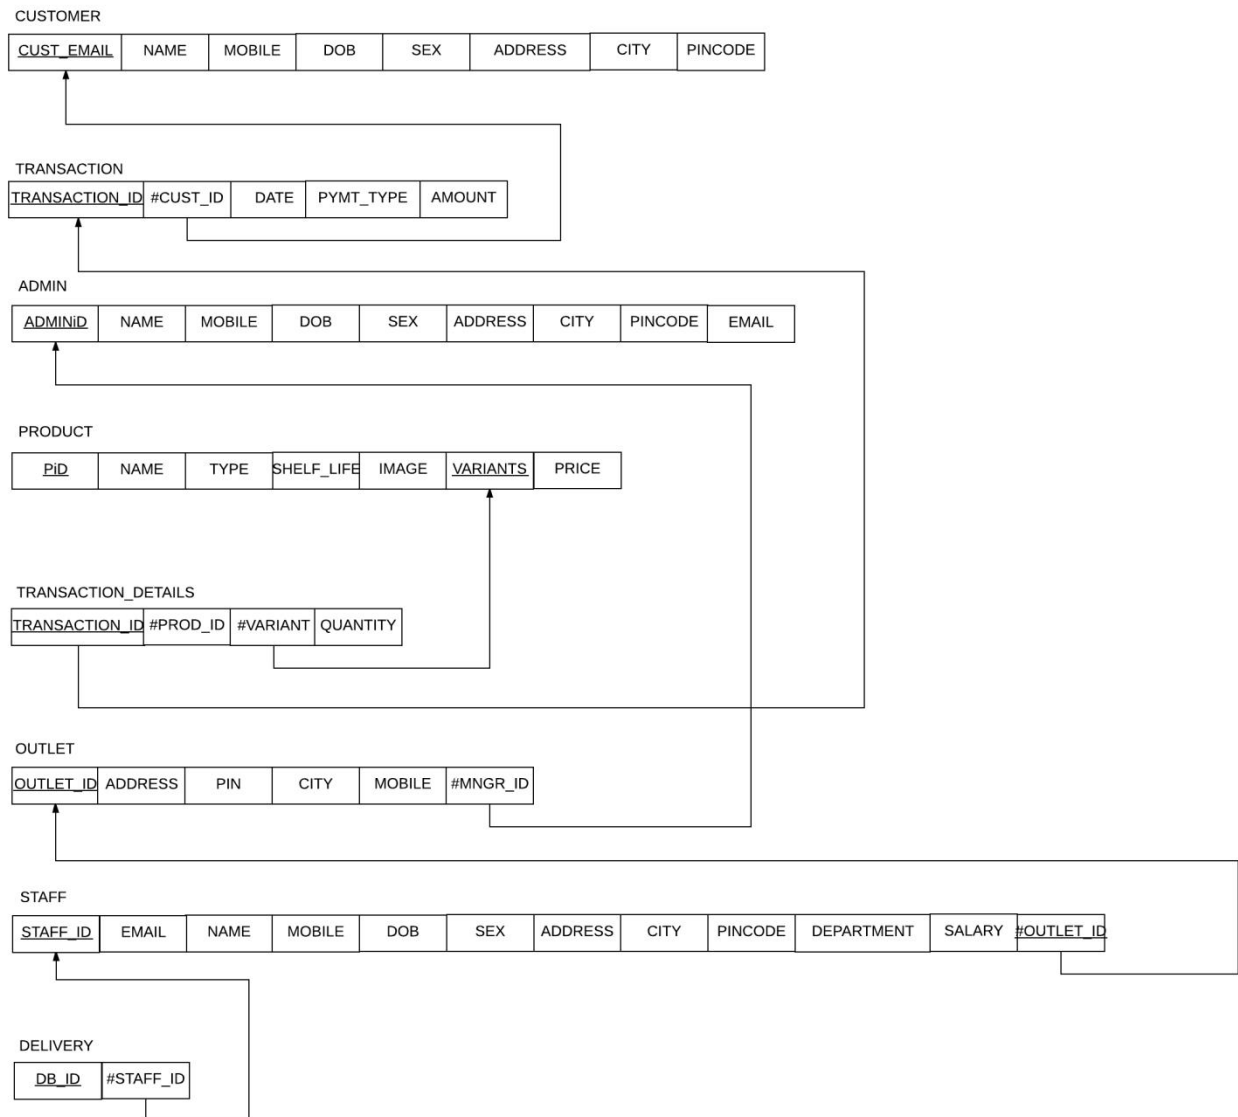 CUSTOMER
CUST_EMAIL NAME MOBILE DOB SEX ADDRESS CITY PINCODE
TRANSACTION
TRANSACTION_ID #CUST_ID DATE PYMT_TYPE AMOUNT
ADMIN
ADMINiD NAME MOBILE DOB SEX ADDRESS CITY PINCODE EMAIL
PRODUCT
PiD NAME TYPE SHELF_LIFE IMAGE VARIANTS PRICE
TRANSACTION_DETAILS
TRANSACTION_ID #PROD_ID #VARIANT QUANTITY
OUTLET
OUTLET_ID ADDRESS PIN CITY MOBILE #MNGR_ID
STAFF
STAFF_ID EMAIL NAME MOBILE DOB SEX ADDRESS CITY PINCODE DEPARTMENT SALARY #OUTLET_ID
DELIVERY
DB_ID #STAFF_ID